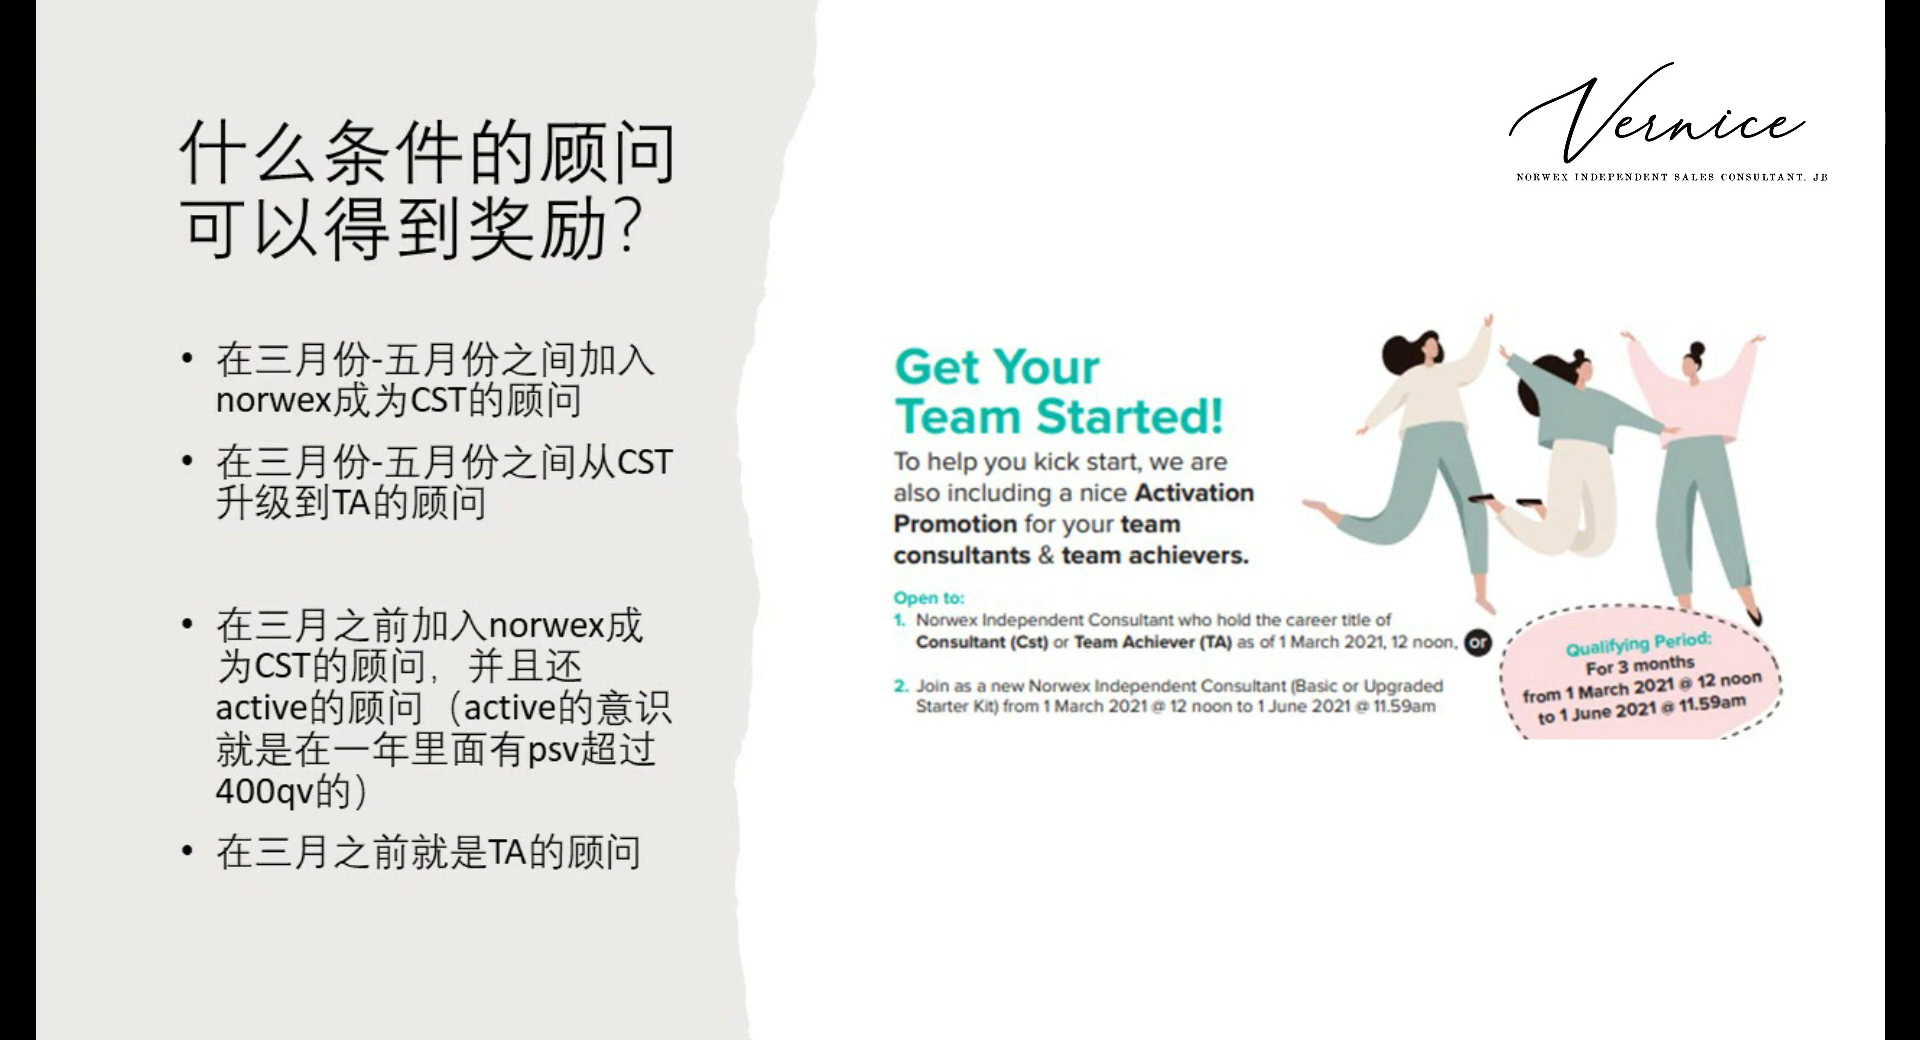 什么条件的顾问
可以得到奖励？
• 在三月份-五月份之间加入
norwex成为CST的顾问
• 在三月份-五月份之间从CST
升级到TA的顾问
• 在三月之前加入norwex成
为CST的顾问，并且还
active的顾问（active的意识
就是在一年里面有psv超过
400qv的）
• 在三月之前就是TA的顾问
Vernice
NORWEX INDEPENDENT SALES CONSULTANT. JB
Get Your
Team Started!
To help you kick start, we are
also including a nice Activation
Promotion for your team
consultants & team achievers.
Open to:
1. Norwex Independent Consultant who hold the career title of
Consultant (Cst) or Team Achiever (TA) as of 1 March 2021, 12 noon, or
2. Join as a new Norwex Independent Consultant (Basic or Upgraded
Starter Kit) from 1 March 2021 @ 12 noon to 1 June 2021 @ 11.59am
Qualifying Period:
For 3 months
from 1 March 2021 @ 12 noon
to 1 June 2021 @ 11.59am